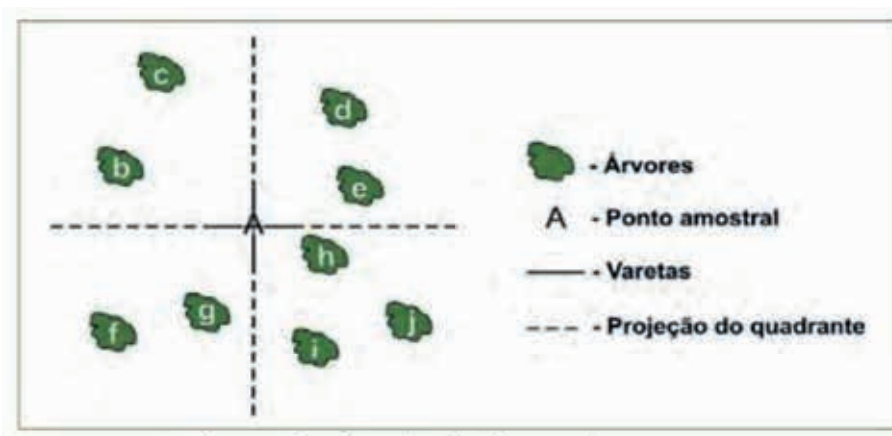 c
d
b
e
- Árvores
A
A - Ponto amostral
h
- Varetas
g
f
j
i
- Projeção do quadrante